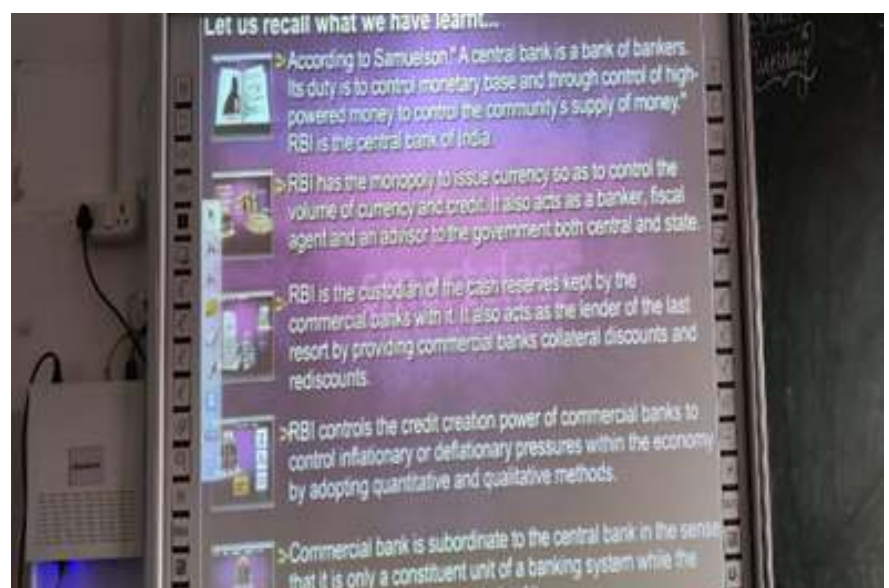 Let us recall what we have learnt...
According to Samuelson "A central bank is a bank of bankers.
Its duty is to control monetary base and through control of high-
powered money to control the community's supply of money."
RBI is the central bank of India.
RBI has the monopoly to issue currency so as to control the
volume of currency and credit. It also acts as a banker, fiscal
agent and an advisor to the government both central and state.
RBI is the custodian of the cash reserves kept by the
commercial banks with it. It also acts as the lender of the last
resort by providing commercial banks collateral discounts and
rediscounts.
RBI controls the credit creation power of commercial banks to
control inflationary or deflationary pressures within the economy
by adopting quantitative and qualitative methods.
Commercial bank is subordinate to the central bank in the sense
that it is only a constituent unit of a banking system while the